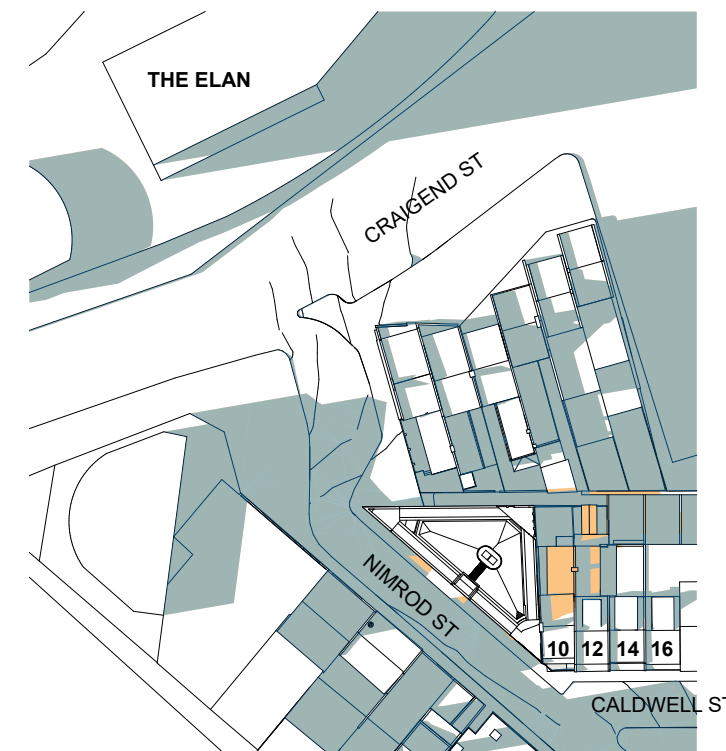 THE ELAN
CRAIGEND ST
NIMROD ST
10 12 14 16
CALDWELL ST